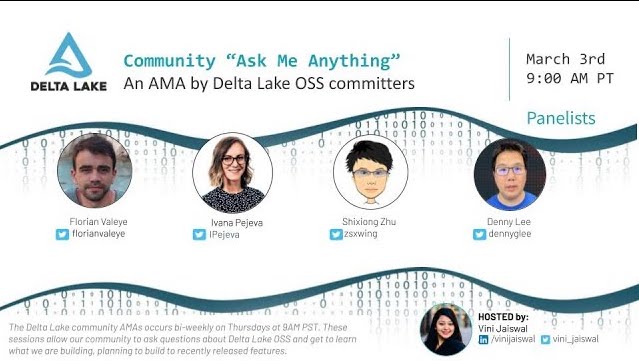 DELTA LAKE
Community “Ask Me Anything”
An AMA by Delta Lake OSS committers
March 3rd
9:00 AM PT
Panelists
Florian Valeye
florianvaleye
Ivana Pejeva
IPejeva
Shixiong Zhu
zsxwing
Denny Lee
dennyglee
The Delta Lake community AMAs occurs bi-weekly on Thursdays at 9AM PST. These
sessions allow our community to ask questions about Delta Lake OSS and get to learn
what we are building, planning to build to recently released features.
HOSTED by:
Vini Jaiswal
/vinijaiswal vini_jaiswal